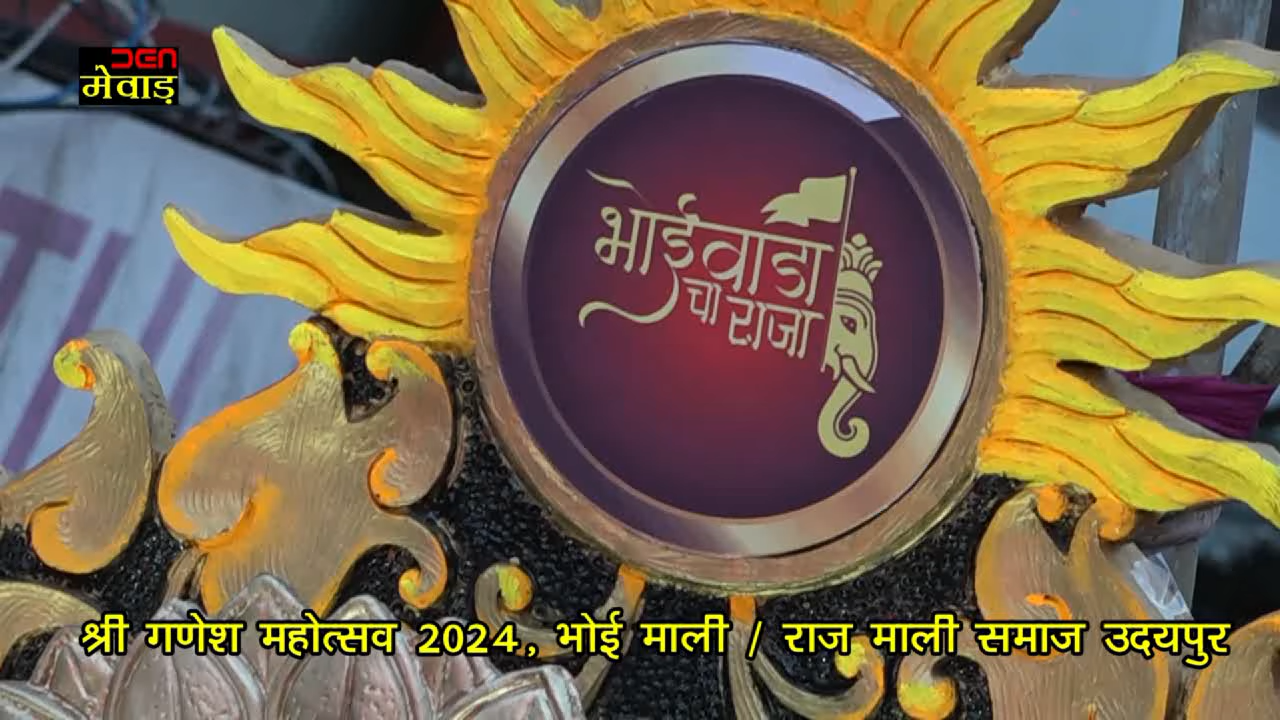 DEN
मेवाड़
भोईवाडा
चा राजा
श्री गणेश महोत्सव 2024, भोई माली / राज माली समाज उदयपुर